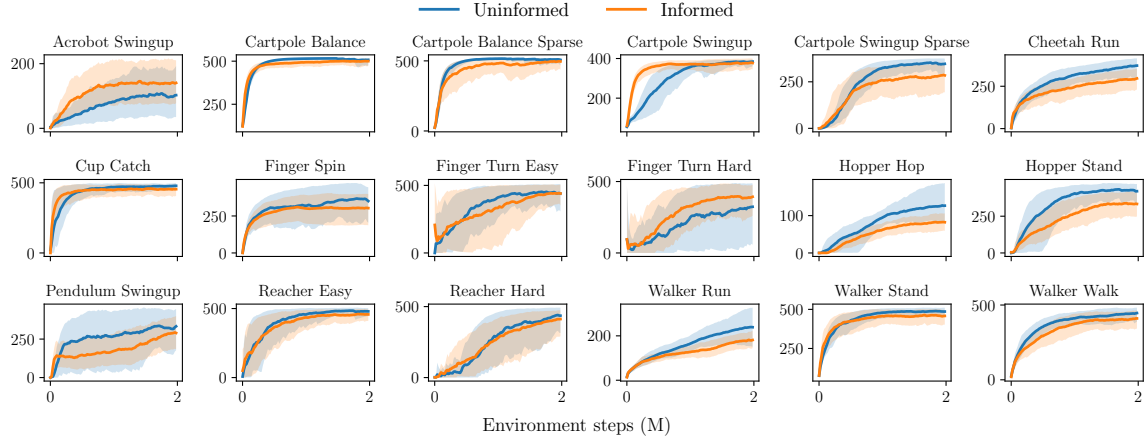 Uninformed Informed
Acrobot Swingup Cartpole Balance Cartpole Balance Sparse Cartpole Swingup Cartpole Swingup Sparse Cheetah Run
200 500 500 400 250 250
0 250 250 200 0 0
Cup Catch Finger Spin Finger Turn Easy Finger Turn Hard Hopper Hop Hopper Stand
500 250 500 500 100 250
0 0 0 0 0 0
Pendulum Swingup Reacher Easy Reacher Hard Walker Run Walker Stand Walker Walk
250 500 500 200 500 500
0 250 250 0 250 250
0 0 0
0 2 0 2 0 2 0 2 0 2 0 2
Environment steps (M)